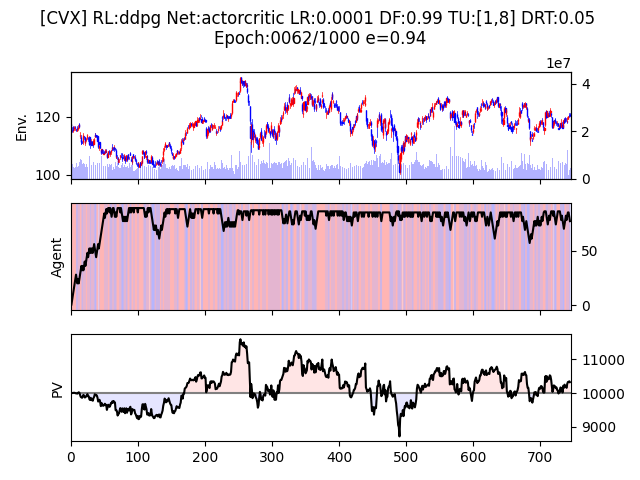 [CVX] RL:ddpg Net:actorcritic LR:0.0001 DF:0.99 TU:[1,8] DRT:0.05
Epoch:0062/1000 e=0.94
1e7
Env.
120
100
4
2
0
Agent
50
0
PV
11000
10000
9000
0 100 200 300 400 500 600 700